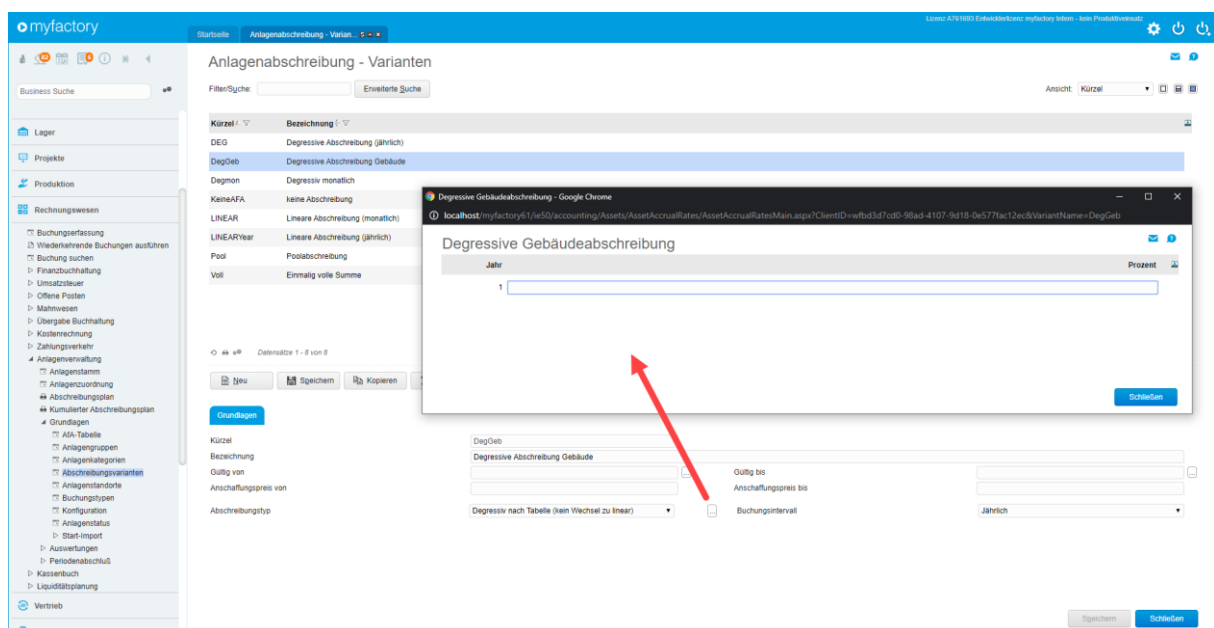 myfactory
Lizenz A761693 Entwicklerlizenz myfactory Intern - kein Produktiveinsatz
Startseite
Anlagenabschreibung - Varian...
Business Suche
Lager
Projekte
Produktion
Rechnungswesen
Buchungserfassung
Wiederkehrende Buchungen ausführen
Buchung suchen
Finanzbuchhaltung
Umsatzsteuer
Offene Posten
Mahnwesen
Übergabe Buchhaltung
Kostenrechnung
Zahlungsverkehr
Anlagenverwaltung
Anlagenstamm
Anlagenzuordnung
Abschreibungsplan
Kumulierter Abschreibungsplan
Grundlagen
AfA-Tabelle
Anlagengruppen
Anlagenkategorien
Abschreibungsvarianten
Anlagenstandorte
Buchungstypen
Konfiguration
Anlagenstatus
Start-Import
Auswertungen
Periodenabschluß
Kassenbuch
Liquiditätsplanung
Vertrieb
Anlagenabschreibung - Varianten
Filter/Suche:
Erweiterte Suche
Ansicht: Kürzel
Kürzel Bezeichnung
DEG Degressive Abschreibung (jährlich)
DegGeb Degressive Abschreibung Gebäude
Degmon Degressiv monatlich
KeineAFA keine Abschreibung
LINEAR Lineare Abschreibung (monatlich)
LINEARYear Lineare Abschreibung (jährlich)
Pool Poolabschreibung
Voll Einmalig volle Summe
Datensätze 1 - 8 von 8
Neu Speichern Kopieren
Degressive Gebäudeabschreibung - Google Chrome
localhost/myfactory61/ie50/accounting/Assets/AssetAccrualRates/AssetAccrualRatesMain.aspx?ClientID=wfbd3d7cd0-98ad-4107-9d18-0e577fac12ec&VariantName=DegGeb
Degressive Gebäudeabschreibung
Jahr Prozent
1
Schließen
Grundlagen
Kürzel DegGeb
Bezeichnung Degressive Abschreibung Gebäude
Gültig von ... Gültig bis ...
Anschaffungspreis von Anschaffungspreis bis
Abschreibungstyp Degressiv nach Tabelle (kein Wechsel zu linear) ... Buchungsintervall Jährlich
Speichern Schließen